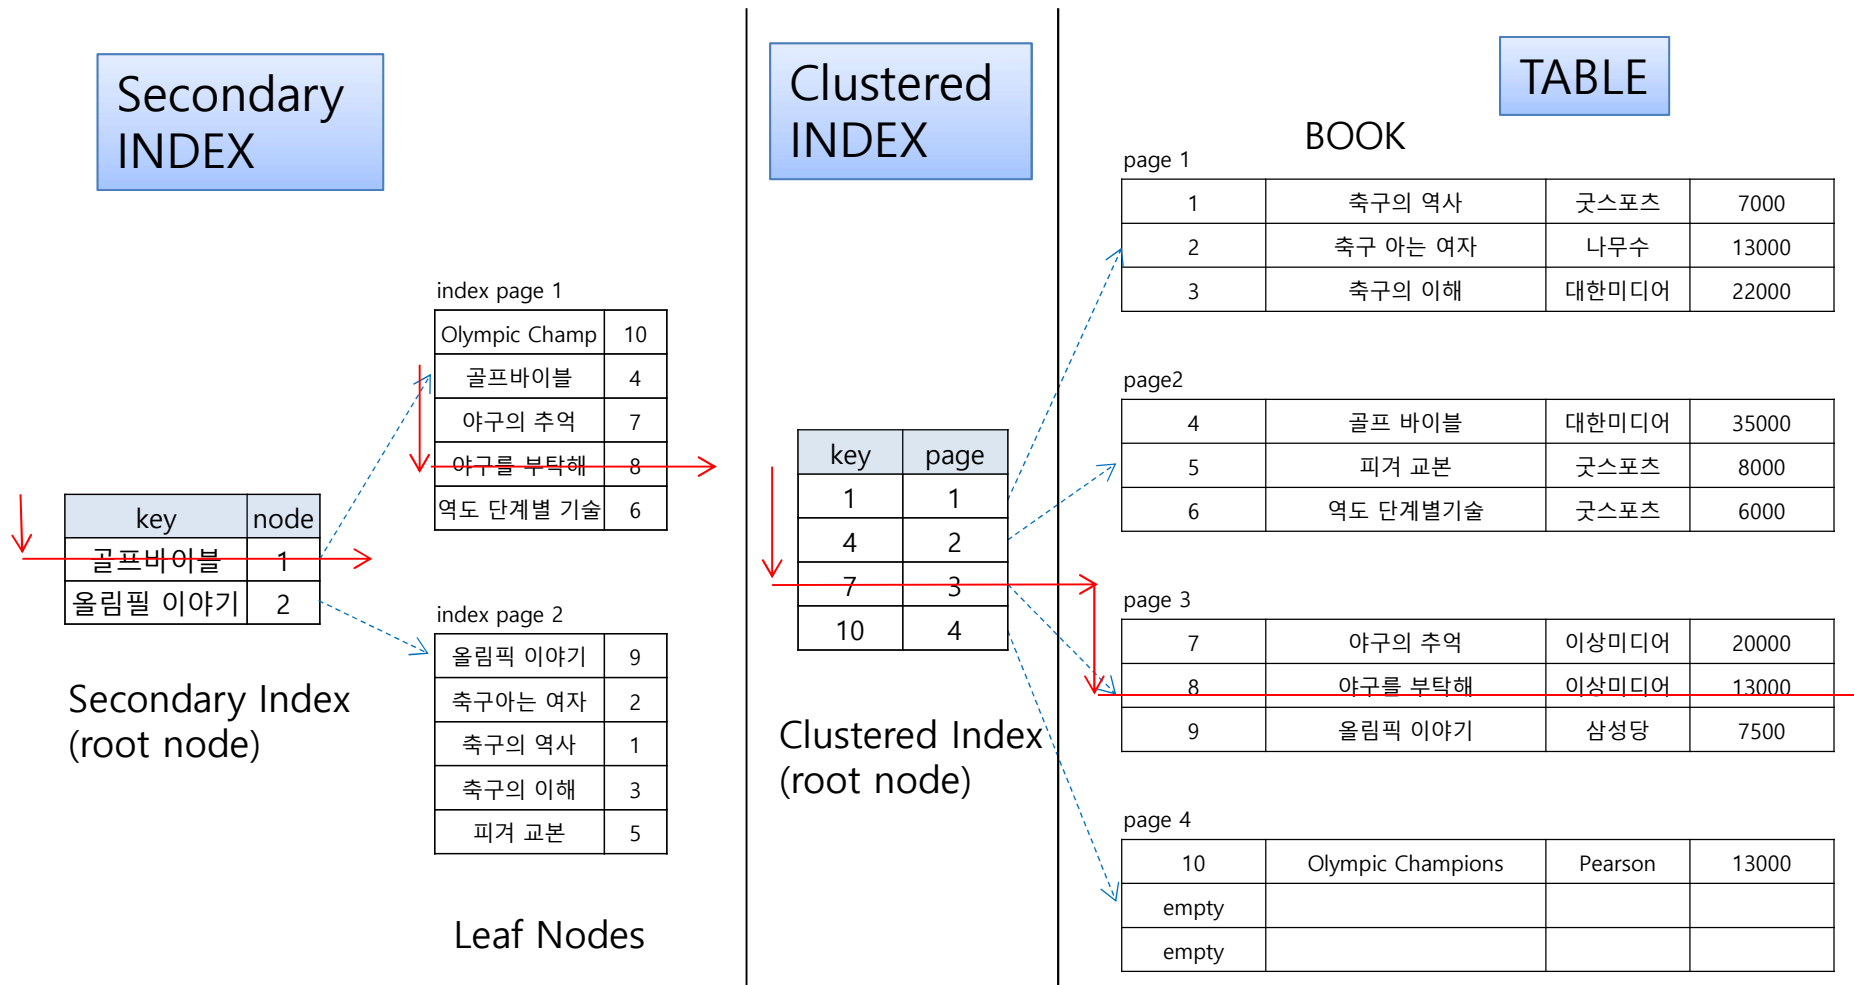 Secondary
INDEX
index page 1
Olympic Champ 10
골프바이블 4
야구의 추억 7
야구를 부탁해 8
역도 단계별 기술 6
key node
골프바이블 1
올림필 이야기 2
index page 2
올림픽 이야기 9
축구아는 여자 2
축구의 역사 1
축구의 이해 3
피겨 교본 5
Secondary Index
(root node)
Leaf Nodes
Clustered
INDEX
key page
1 1
4 2
7 3
10 4
Clustered Index
(root node)
TABLE
BOOK
page 1
1 축구의 역사 굿스포츠 7000
2 축구 아는 여자 나무수 13000
3 축구의 이해 대한미디어 22000
page2
4 골프 바이블 대한미디어 35000
5 피겨 교본 굿스포츠 8000
6 역도 단계별기술 굿스포츠 6000
page 3
7 야구의 추억 이상미디어 20000
8 야구를 부탁해 이상미디어 13000
9 올림픽 이야기 삼성당 7500
page 4
10 Olympic Champions Pearson 13000
empty
empty